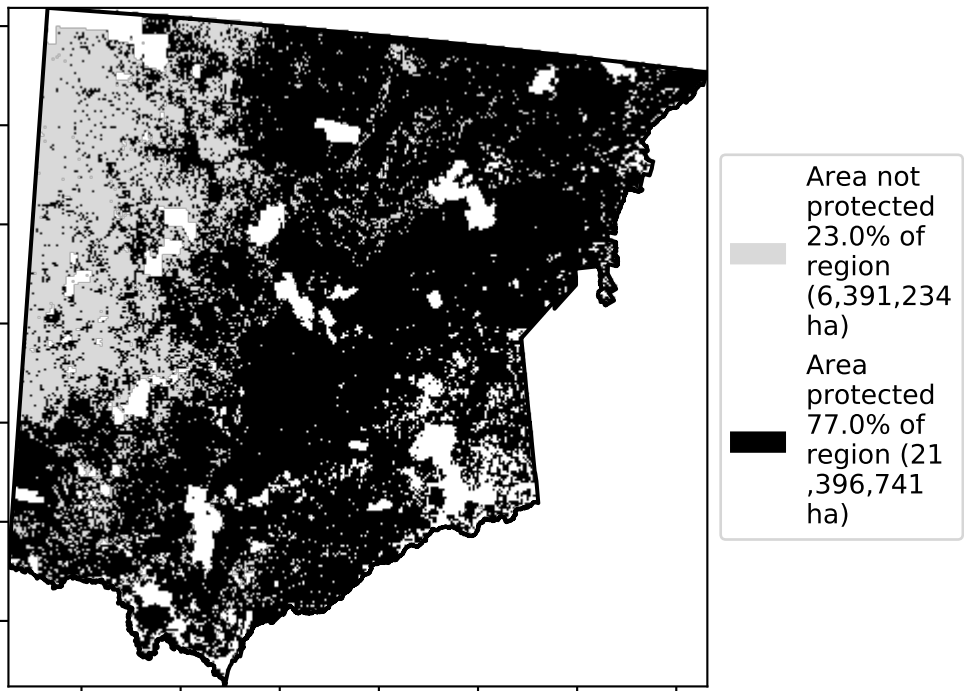 Area not
protected
23.0% of
region
(6,391,234
ha)
Area
protected
77.0% of
region (21
,396,741
ha)